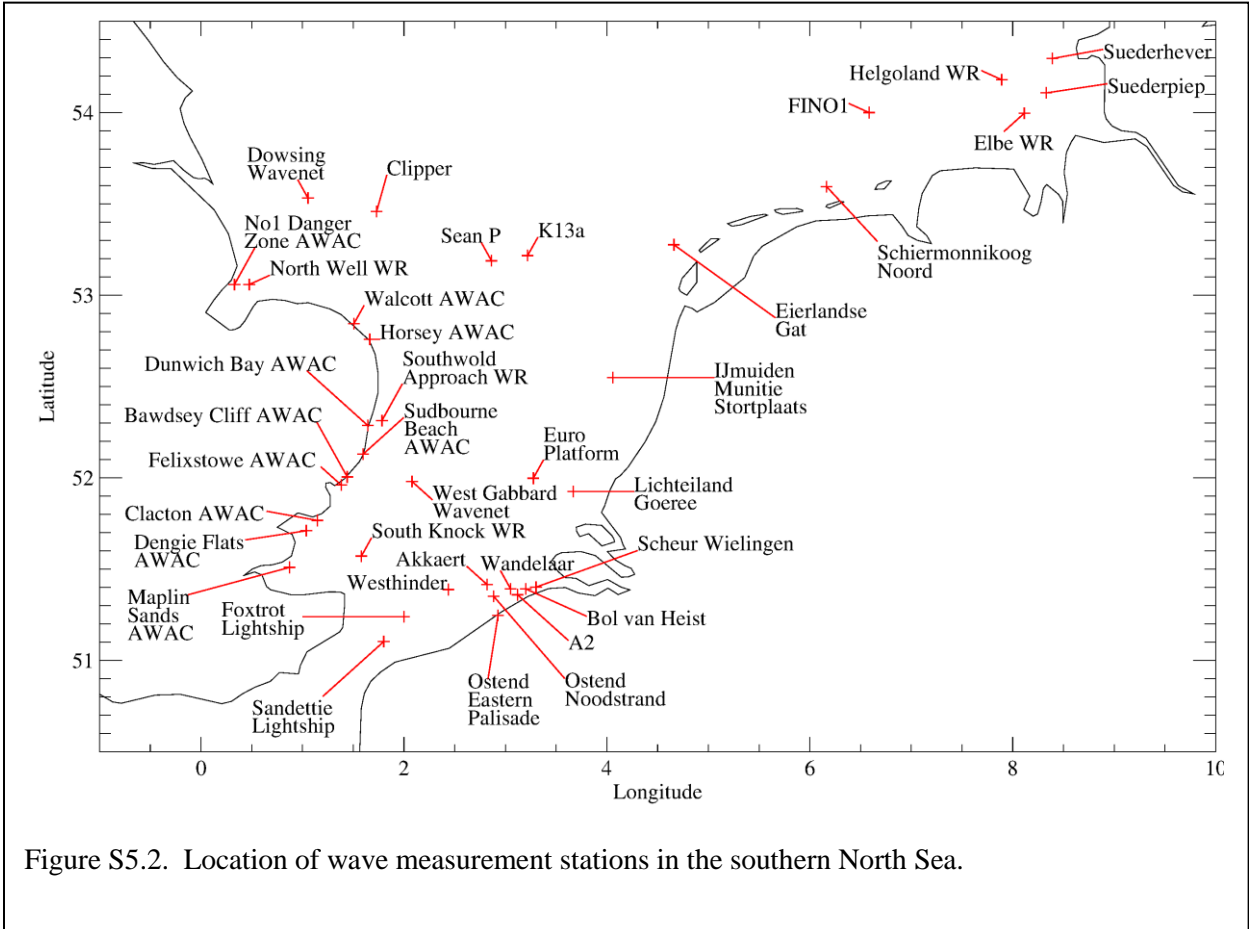 Suederhever
Helgoland WR
Suederpiep
FINO1
54
Elbe WR
Dowsing
Wavenet
Clipper
No1 Danger
Zone AWAC
Sean P
K13a
North Well WR
Schiermonnikoog
Noord
53
Walcott AWAC
Eierlandse
Gat
Horsey AWAC
Dunwich Bay AWAC
Southwold
Approach WR
IJmuiden
Munitie
Stortplaats
Latitude
Bawdsey Cliff AWAC
Sudbourne
Beach
AWAC
Euro
Platform
Felixstowe AWAC
52
West Gabbard
Wavenet
Lichteiland
Goeree
Clacton AWAC
South Knock WR
Dengie Flats
AWAC
Scheur Wielingen
Akkaert
Wandelaar
Westhinder
Maplin
Sands
AWAC
Foxtrot
Lightship
Bol van Heist
A2
51
Ostend
Eastern
Palisade
Ostend
Noodstrand
Sandettie
Lightship
0 2 4 6 8 10
Longitude
Figure S5.2. Location of wave measurement stations in the southern North Sea.